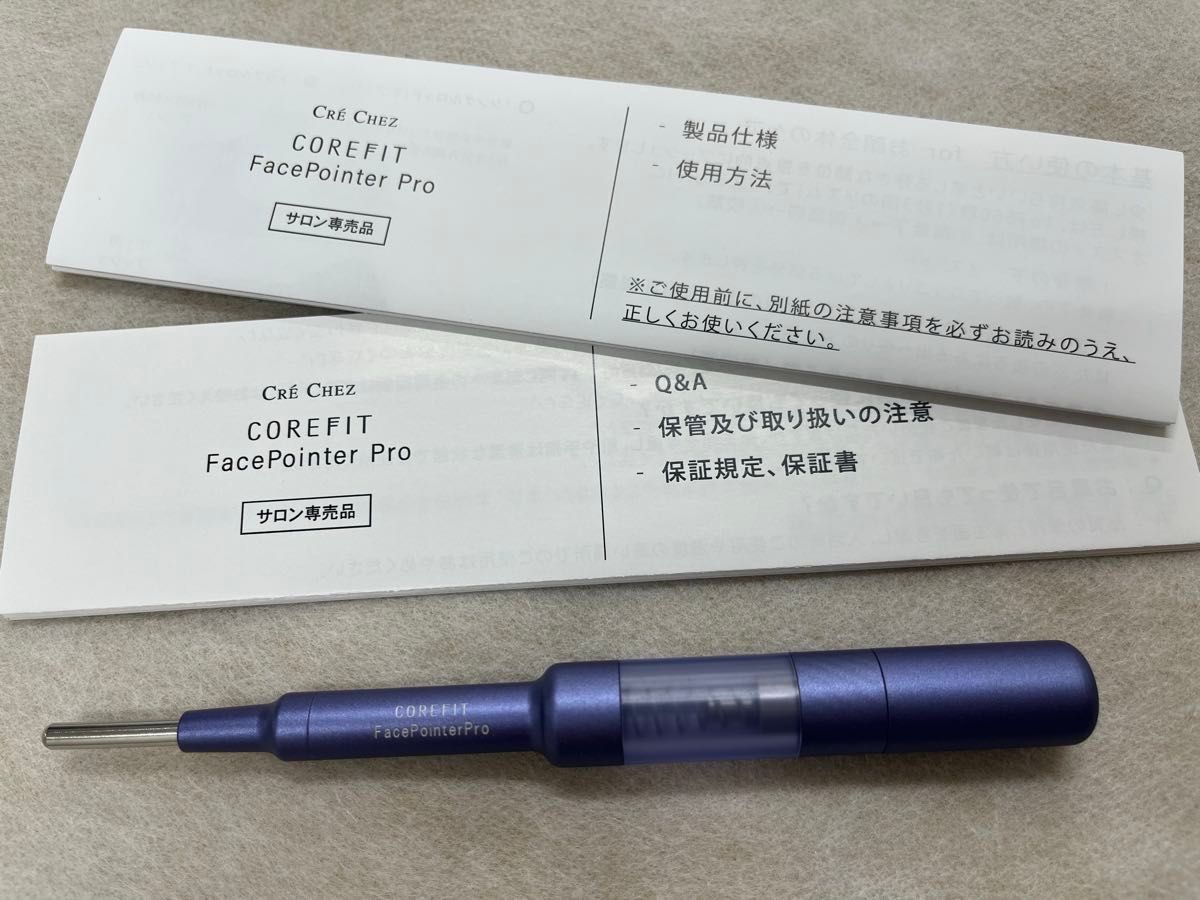 CRÉ CHEZ
COREFIT
FacePointer Pro
サロン専売品
- 製品仕様
- 使用方法
※ご使用前に、別紙の注意事項を必ずお読みのうえ、
正しくお使いください。
CRÉ CHEZ
COREFIT
FacePointer Pro
サロン専売品
- Q&A
- 保管及び取り扱いの注意
- 保証規定、保証書
COREFIT
FacePointerPro